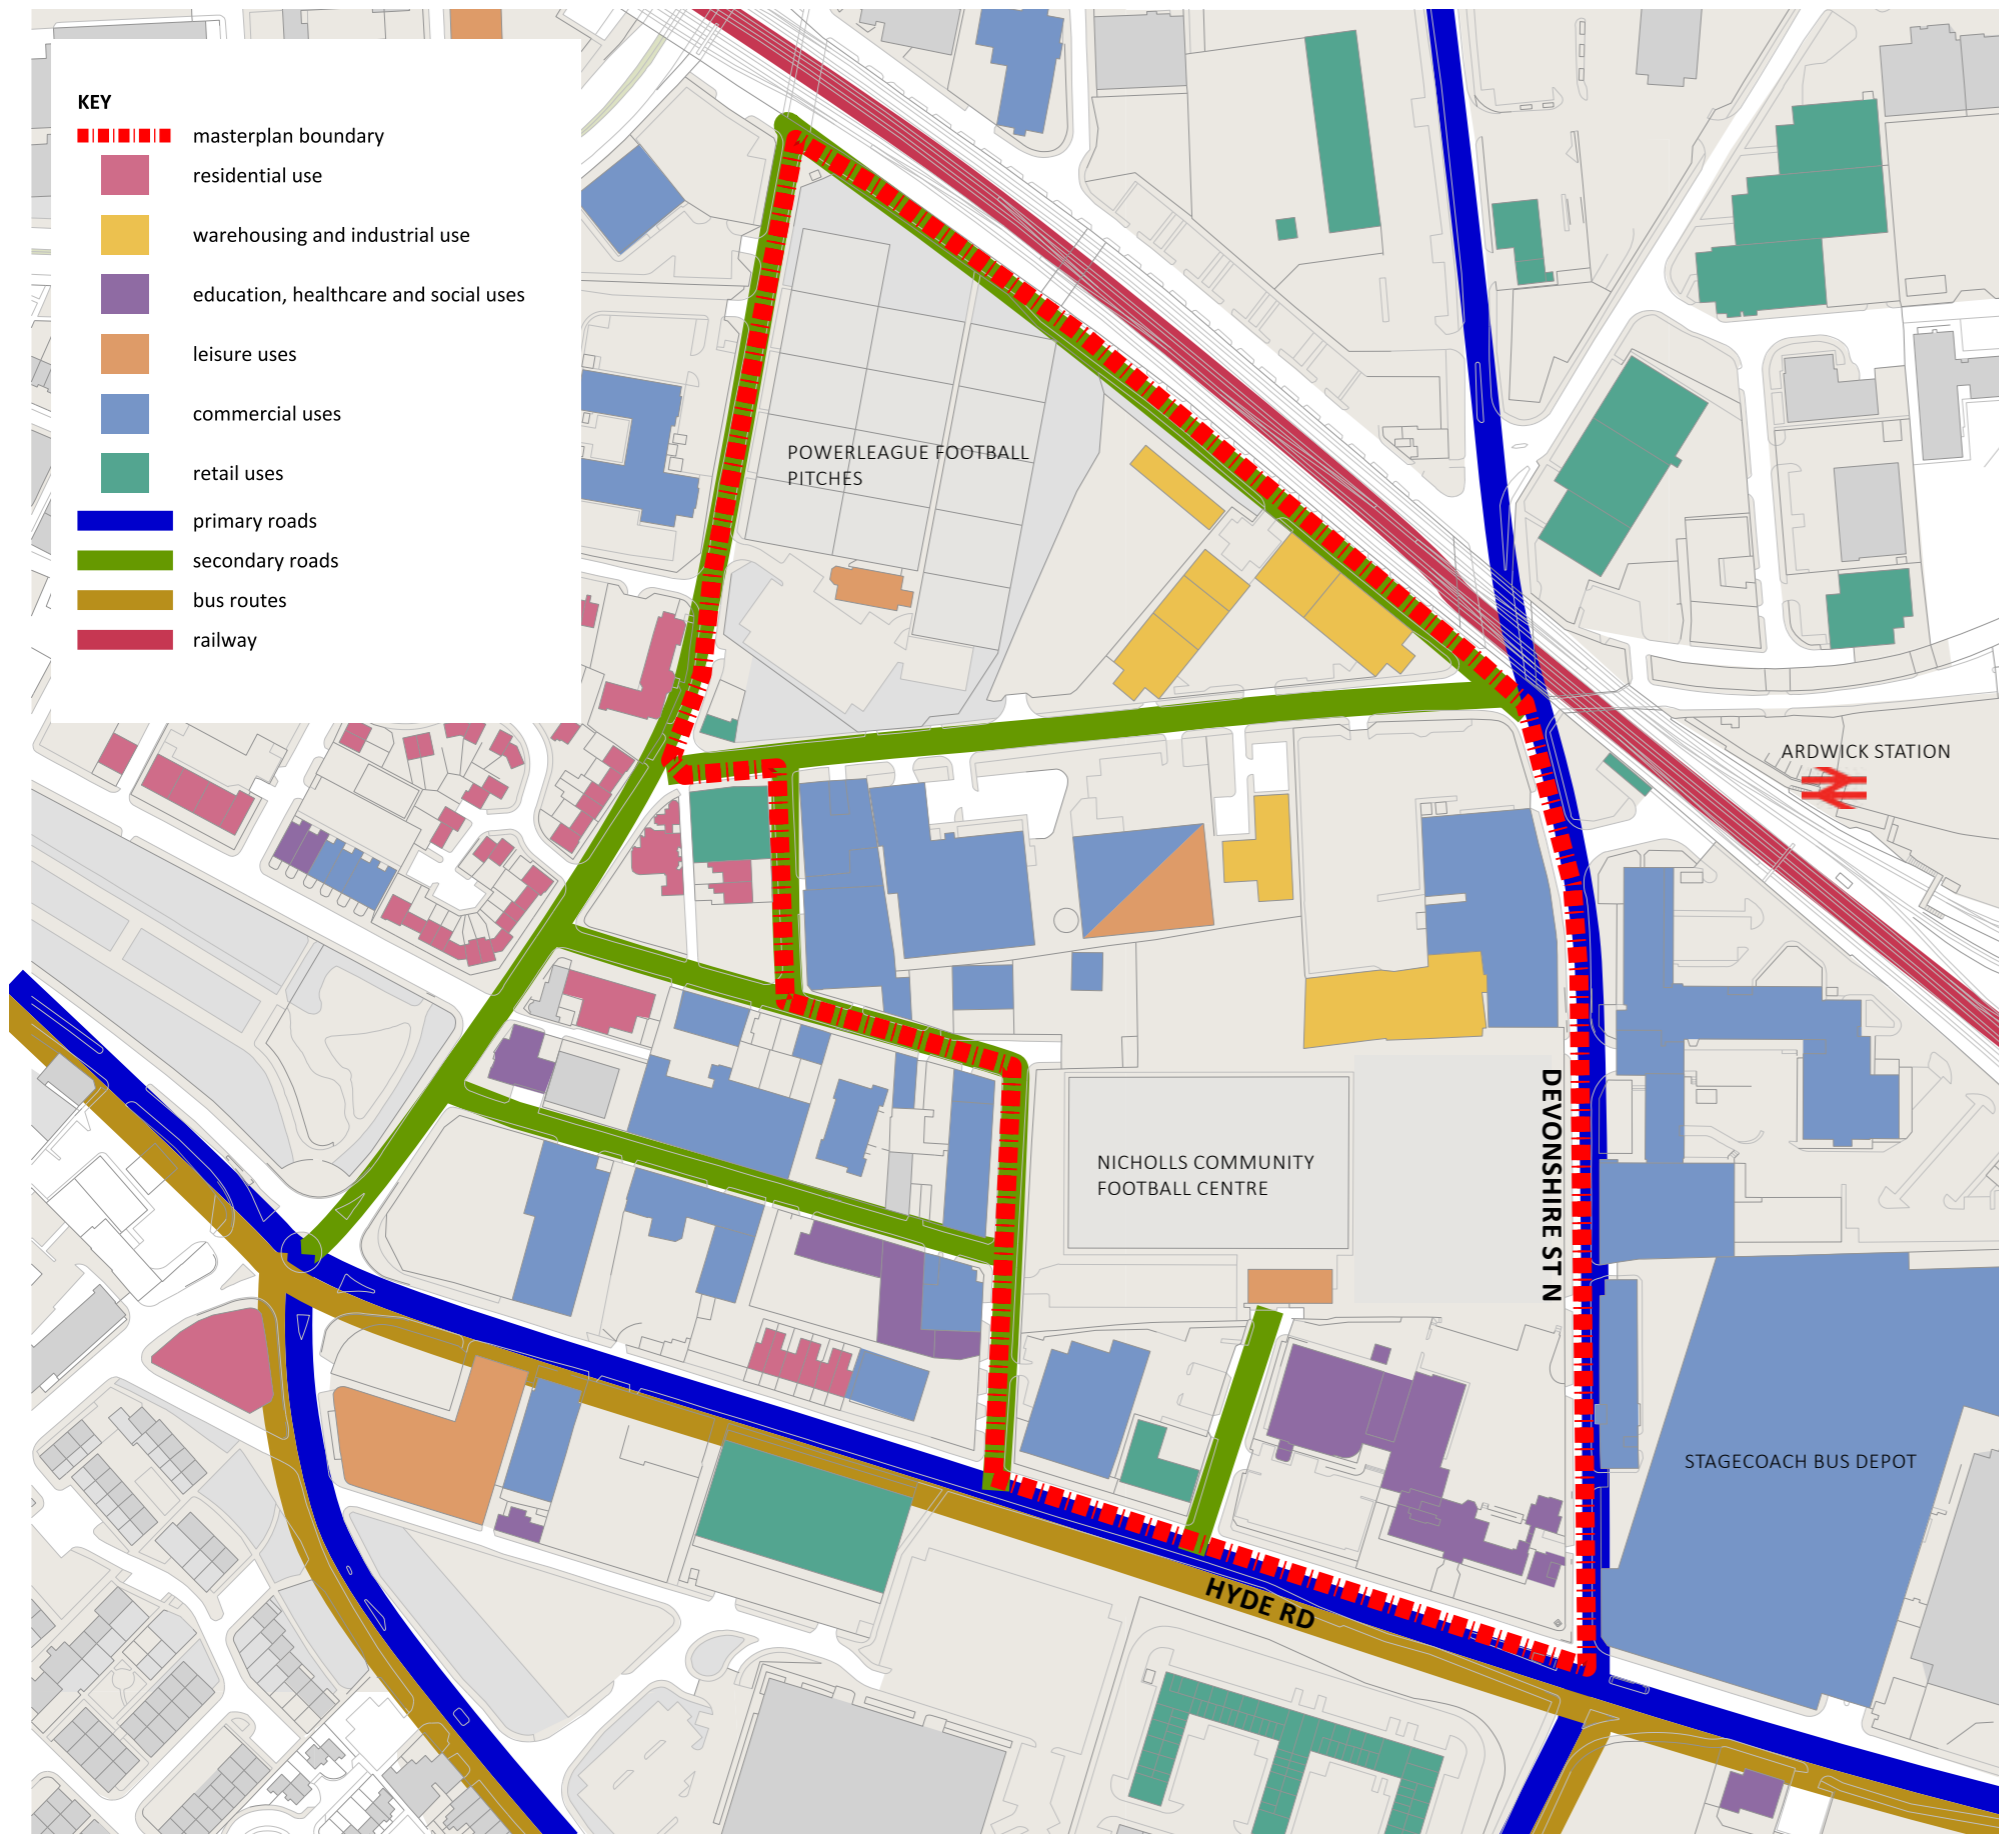 KEY
masterplan boundary
residential use
warehousing and industrial use
education, healthcare and social uses
leisure uses
commercial uses
retail uses
primary roads
secondary roads
bus routes
railway
POWERLEAGUE FOOTBALL
PITCHES
ARDWICK STATION
NICHOLLS COMMUNITY
FOOTBALL CENTRE
DEVONSHIRE ST N
STAGECOACH BUS DEPOT
HYDE RD